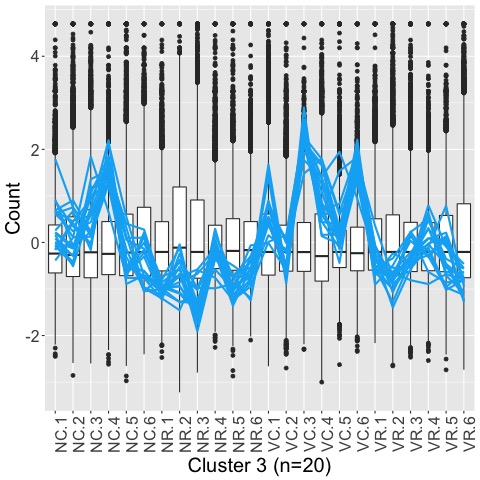 Count
4
2
0
-2
NC.1
NC.2
NC.3
NC.4
NC.5
NC.6
NR.1
NR.2
NR.3
NR.4
NR.5
NR.6
VC.1
VC.2
VC.3
VC.4
VC.5
VC.6
VR.1
VR.2
VR.3
VR.4
VR.5
VR.6
Cluster 3 (n=20)